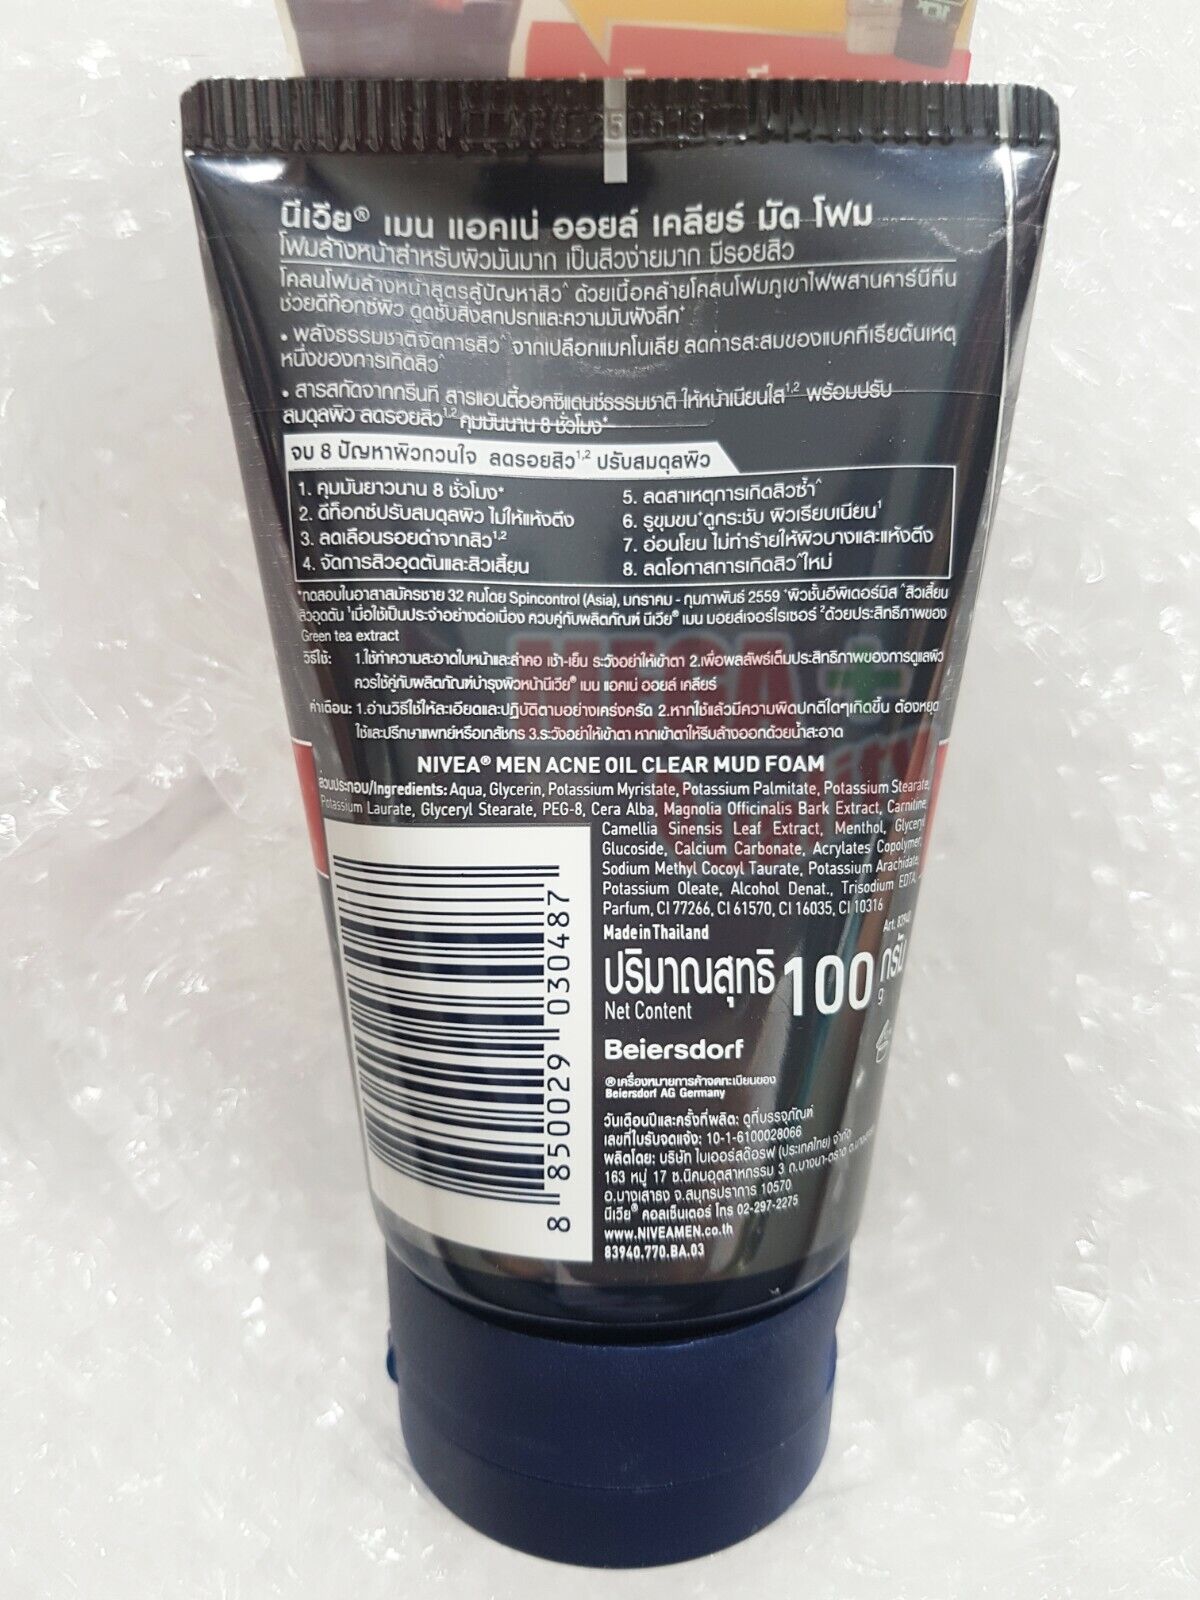 นีเวีย® เมน แอคเน่ ออยล์ เคลียร์ มัด โฟม
โฟมล้างหน้าสำหรับผิวมันมาก เป็นสิวง่ายมาก มีรอยสิว
โคลนโฟมล้างหน้าสูตรสู้ปัญหาสิว^ ด้วยเนื้อคล้ายโคลนโฟมภูเขาไฟผสานคาร์นีทีน
ช่วยดีท็อกซ์ผิว ดูดซับสิ่งสกปรกและความมันฝังลึก⁺
• พลังธรรมชาติจัดการสิว^ จากเปลือกแมคโนเลีย ลดการสะสมของแบคทีเรียต้นเหตุ
หนึ่งของการเกิดสิว^
• สารสกัดจากกรีนที สารแอนตี้ออกซิแดนซ์ธรรมชาติ ให้หน้าเนียนใส¹˒² พร้อมปรับ
สมดุลผิว ลดรอยสิว¹˒² คุมมันนาน 8 ชั่วโมง*
จบ 8 ปัญหาผิวกวนใจ ลดรอยสิว¹˒² ปรับสมดุลผิว
1. คุมมันยาวนาน 8 ชั่วโมง*
2. ดีท็อกซ์ปรับสมดุลผิว ไม่ให้แห้งตึง
3. ลดเลือนรอยดำจากสิว¹˒²
4. จัดการสิวอุดตันและสิวเสี้ยน
5. ลดสาเหตุการเกิดสิวซ้ำ^
6. รูขุมขน⁺ดูกระชับ ผิวเรียบเนียน¹
7. อ่อนโยน ไม่ทำร้ายให้ผิวบางและแห้งตึง
8. ลดโอกาสการเกิดสิว^ใหม่
*ทดสอบในอาสาสมัครชาย 32 คนโดย Spincontrol (Asia), มกราคม - กุมภาพันธ์ 2559 ⁺ผิวชั้นอีพิเดอร์มิส ^สิวเสี้ยน
สิวอุดตัน ¹เมื่อใช้เป็นประจำอย่างต่อเนื่อง ควบคู่กับผลิตภัณฑ์ นีเวีย® เมน มอยส์เจอร์ไรเซอร์ ²ด้วยประสิทธิภาพของ
Green tea extract
วิธีใช้: 1.ใช้ทำความสะอาดใบหน้าและลำคอ เช้า-เย็น ระวังอย่าให้เข้าตา 2.เพื่อผลลัพธ์เต็มประสิทธิภาพของการดูแลผิว
ควรใช้คู่กับผลิตภัณฑ์บำรุงผิวหน้านีเวีย® เมน แอคเน่ ออยล์ เคลียร์
คำเตือน: 1.อ่านวิธีใช้ให้ละเอียดและปฏิบัติตามอย่างเคร่งครัด 2.หากใช้แล้วมีความผิดปกติใดๆเกิดขึ้น ต้องหยุด
ใช้และปรึกษาแพทย์หรือเภสัชกร 3.ระวังอย่าให้เข้าตา หากเข้าตาให้รีบล้างออกด้วยน้ำสะอาด
NIVEA® MEN ACNE OIL CLEAR MUD FOAM
ส่วนประกอบ/Ingredients: Aqua, Glycerin, Potassium Myristate, Potassium Palmitate, Potassium Stearate,
Potassium Laurate, Glyceryl Stearate, PEG-8, Cera Alba, Magnolia Officinalis Bark Extract, Carnitine,
Camellia Sinensis Leaf Extract, Menthol, Glyceryl
Glucoside, Calcium Carbonate, Acrylates Copolymer,
Sodium Methyl Cocoyl Taurate, Potassium Arachidate,
Potassium Oleate, Alcohol Denat., Trisodium EDTA,
Parfum, CI 77266, CI 61570, CI 16035, CI 10316
Made in Thailand
Art. 83940
ปริมาณสุทธิ 100 กรัม
Net Content g
Beiersdorf
® เครื่องหมายการค้าจดทะเบียนของ
Beiersdorf AG Germany
วันเดือนปีและครั้งที่ผลิต: ดูที่บรรจุภัณฑ์
เลขที่ใบรับจดแจ้ง: 10-1-6100028066
ผลิตโดย: บริษัท ไบเออร์สด๊อรฟ (ประเทศไทย) จำกัด
163 หมู่ 17 ซ.นิคมอุตสาหกรรม 3 ถ.บางนา-ตราด
อ.บางเสาธง จ.สมุทรปราการ 10570
นีเวีย® คอลเซ็นเตอร์ โทร 02-297-2275
www.NIVEAMEN.co.th
83940.770.BA.03
8 850029 030487
MEGA+